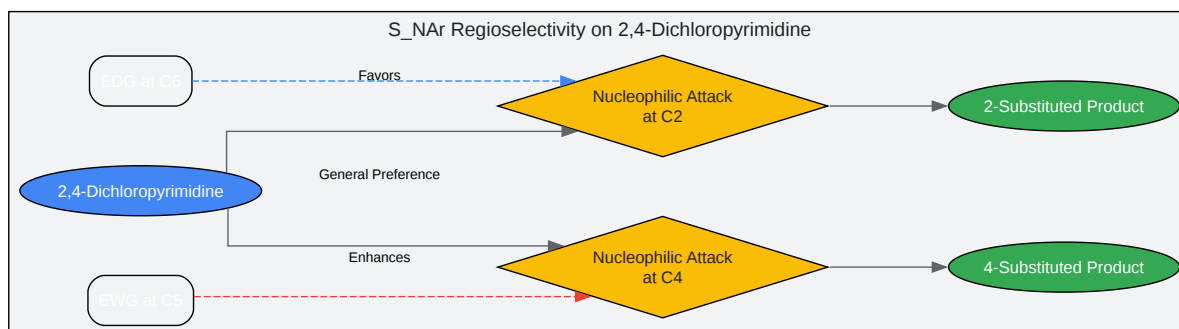 S_NAr Regioselectivity on 2,4-Dichloropyrimidine
EDG at C6
Favors
Nucleophilic Attack
at C2
2-Substituted Product
General Preference
2,4-Dichloropyrimidine
Enhances
Nucleophilic Attack
at C4
4-Substituted Product
EWG at C5